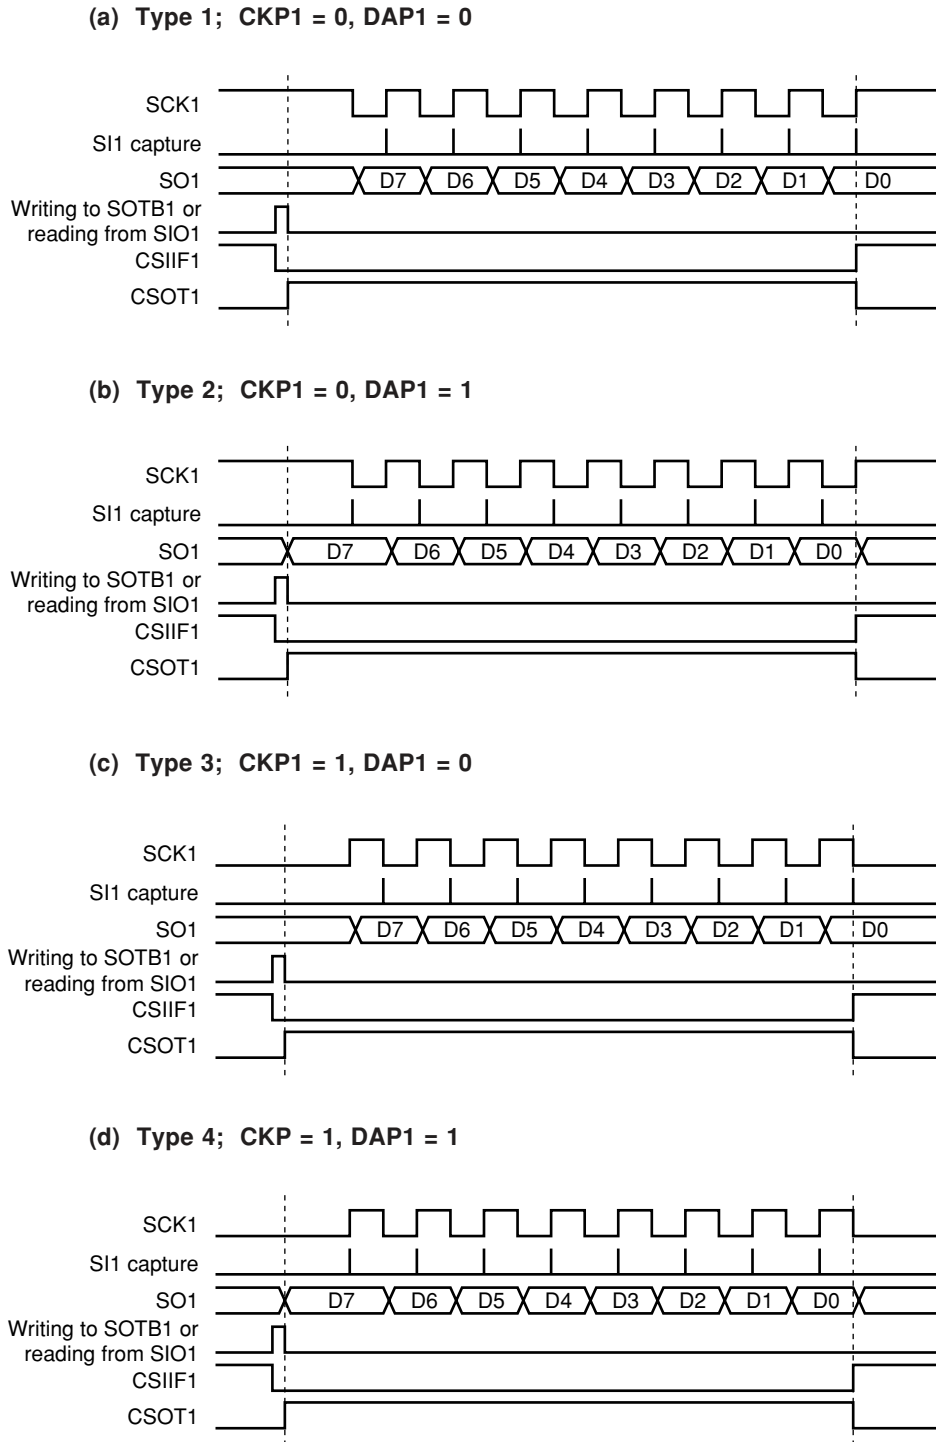 (a) Type 1; CKP1 = 0, DAP1 = 0
SCK1
SI1 capture
SO1 D7 D6 D5 D4 D3 D2 D1 D0
Writing to SOTB1 or
reading from SIO1
CSIIF1
CSOT1
(b) Type 2; CKP1 = 0, DAP1 = 1
SCK1
SI1 capture
SO1 D7 D6 D5 D4 D3 D2 D1 D0
Writing to SOTB1 or
reading from SIO1
CSIIF1
CSOT1
(c) Type 3; CKP1 = 1, DAP1 = 0
SCK1
SI1 capture
SO1 D7 D6 D5 D4 D3 D2 D1 D0
Writing to SOTB1 or
reading from SIO1
CSIIF1
CSOT1
(d) Type 4; CKP = 1, DAP1 = 1
SCK1
SI1 capture
SO1 D7 D6 D5 D4 D3 D2 D1 D0
Writing to SOTB1 or
reading from SIO1
CSIIF1
CSOT1